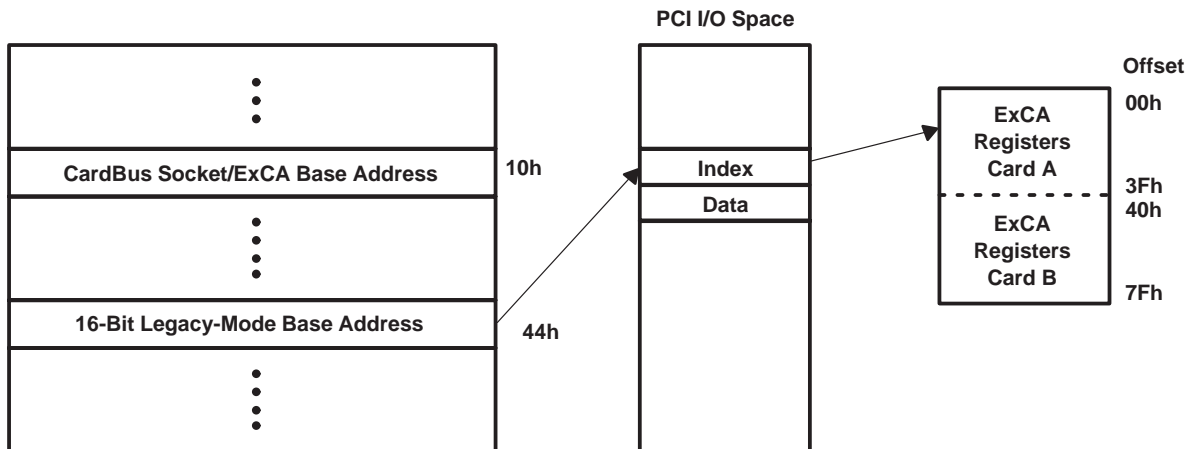 PCI I/O Space
CardBus Socket/ExCA Base Address
10h
16-Bit Legacy-Mode Base Address
44h
Index
Data
Offset
ExCA
Registers
Card A
00h
3Fh
40h
ExCA
Registers
Card B
7Fh